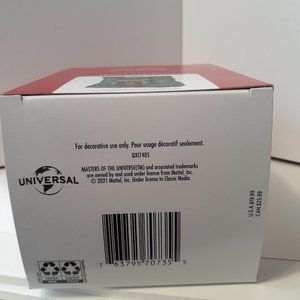 For decorative use only. Pour usage décoratif seulement.
QXI7405
MASTERS OF THE UNIVERSE(TM) and associated trademarks
are owned by and used under license from Mattel, Inc.
© 2021 Mattel, Inc. Under License to Classic Media.
UNIVERSAL
U.S.A $19.99
CAN $25.99
7 63795 70735 5